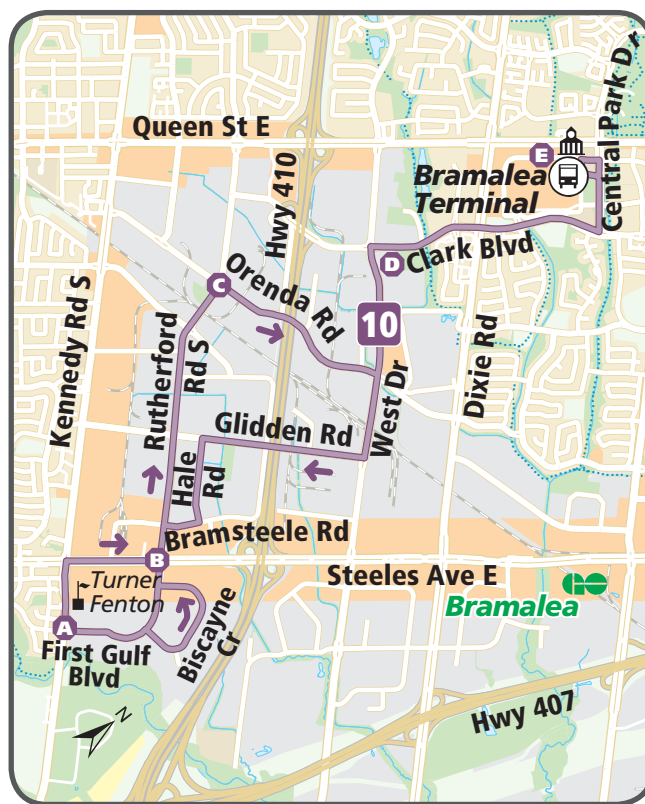 Queen St E
Hwy 410
Central Park D
E
Bramalea
Terminal
Clark Blvd
D
C
Orenda Rd
10
Kennedy Rd S
Rutherford
Rd S
Dixie Rd
West Dr
Glidden Rd
Hale
Rd
Bramsteele Rd
B
Steeles Ave E
Turner
Fenton
GO
Bramalea
A
First Gulf
Blvd
Biscayne
Cr
Hwy 407
N